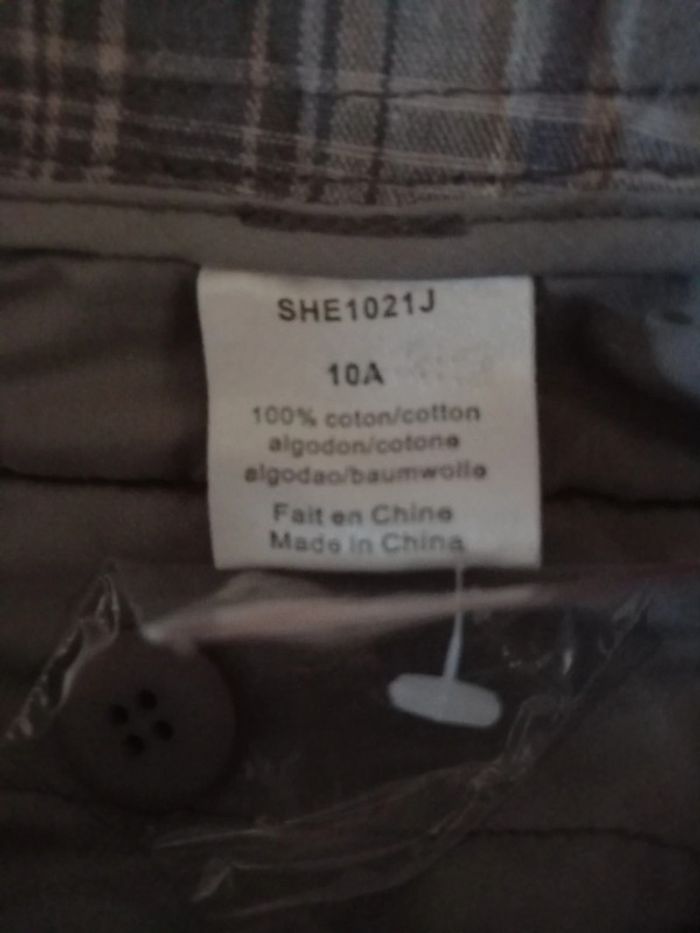 SHE1021J
10A
100% coton/cotton
algodon/cotone
algodao/baumwolle
Fait en Chine
Made in China